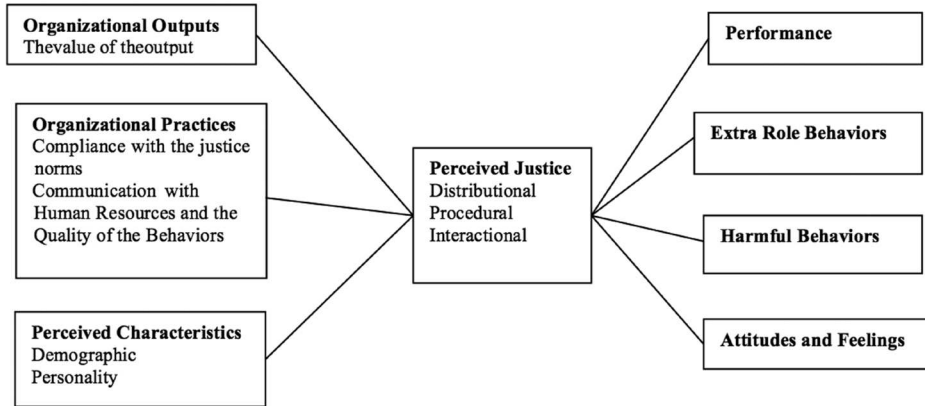 Organizational Outputs
Thevalue of theoutput
Organizational Practices
Compliance with the justice
norms
Communication with
Human Resources and the
Quality of the Behaviors
Perceived Characteristics
Demographic
Personality
Perceived Justice
Distributional
Procedural
Interactional
Performance
Extra Role Behaviors
Harmful Behaviors
Attitudes and Feelings